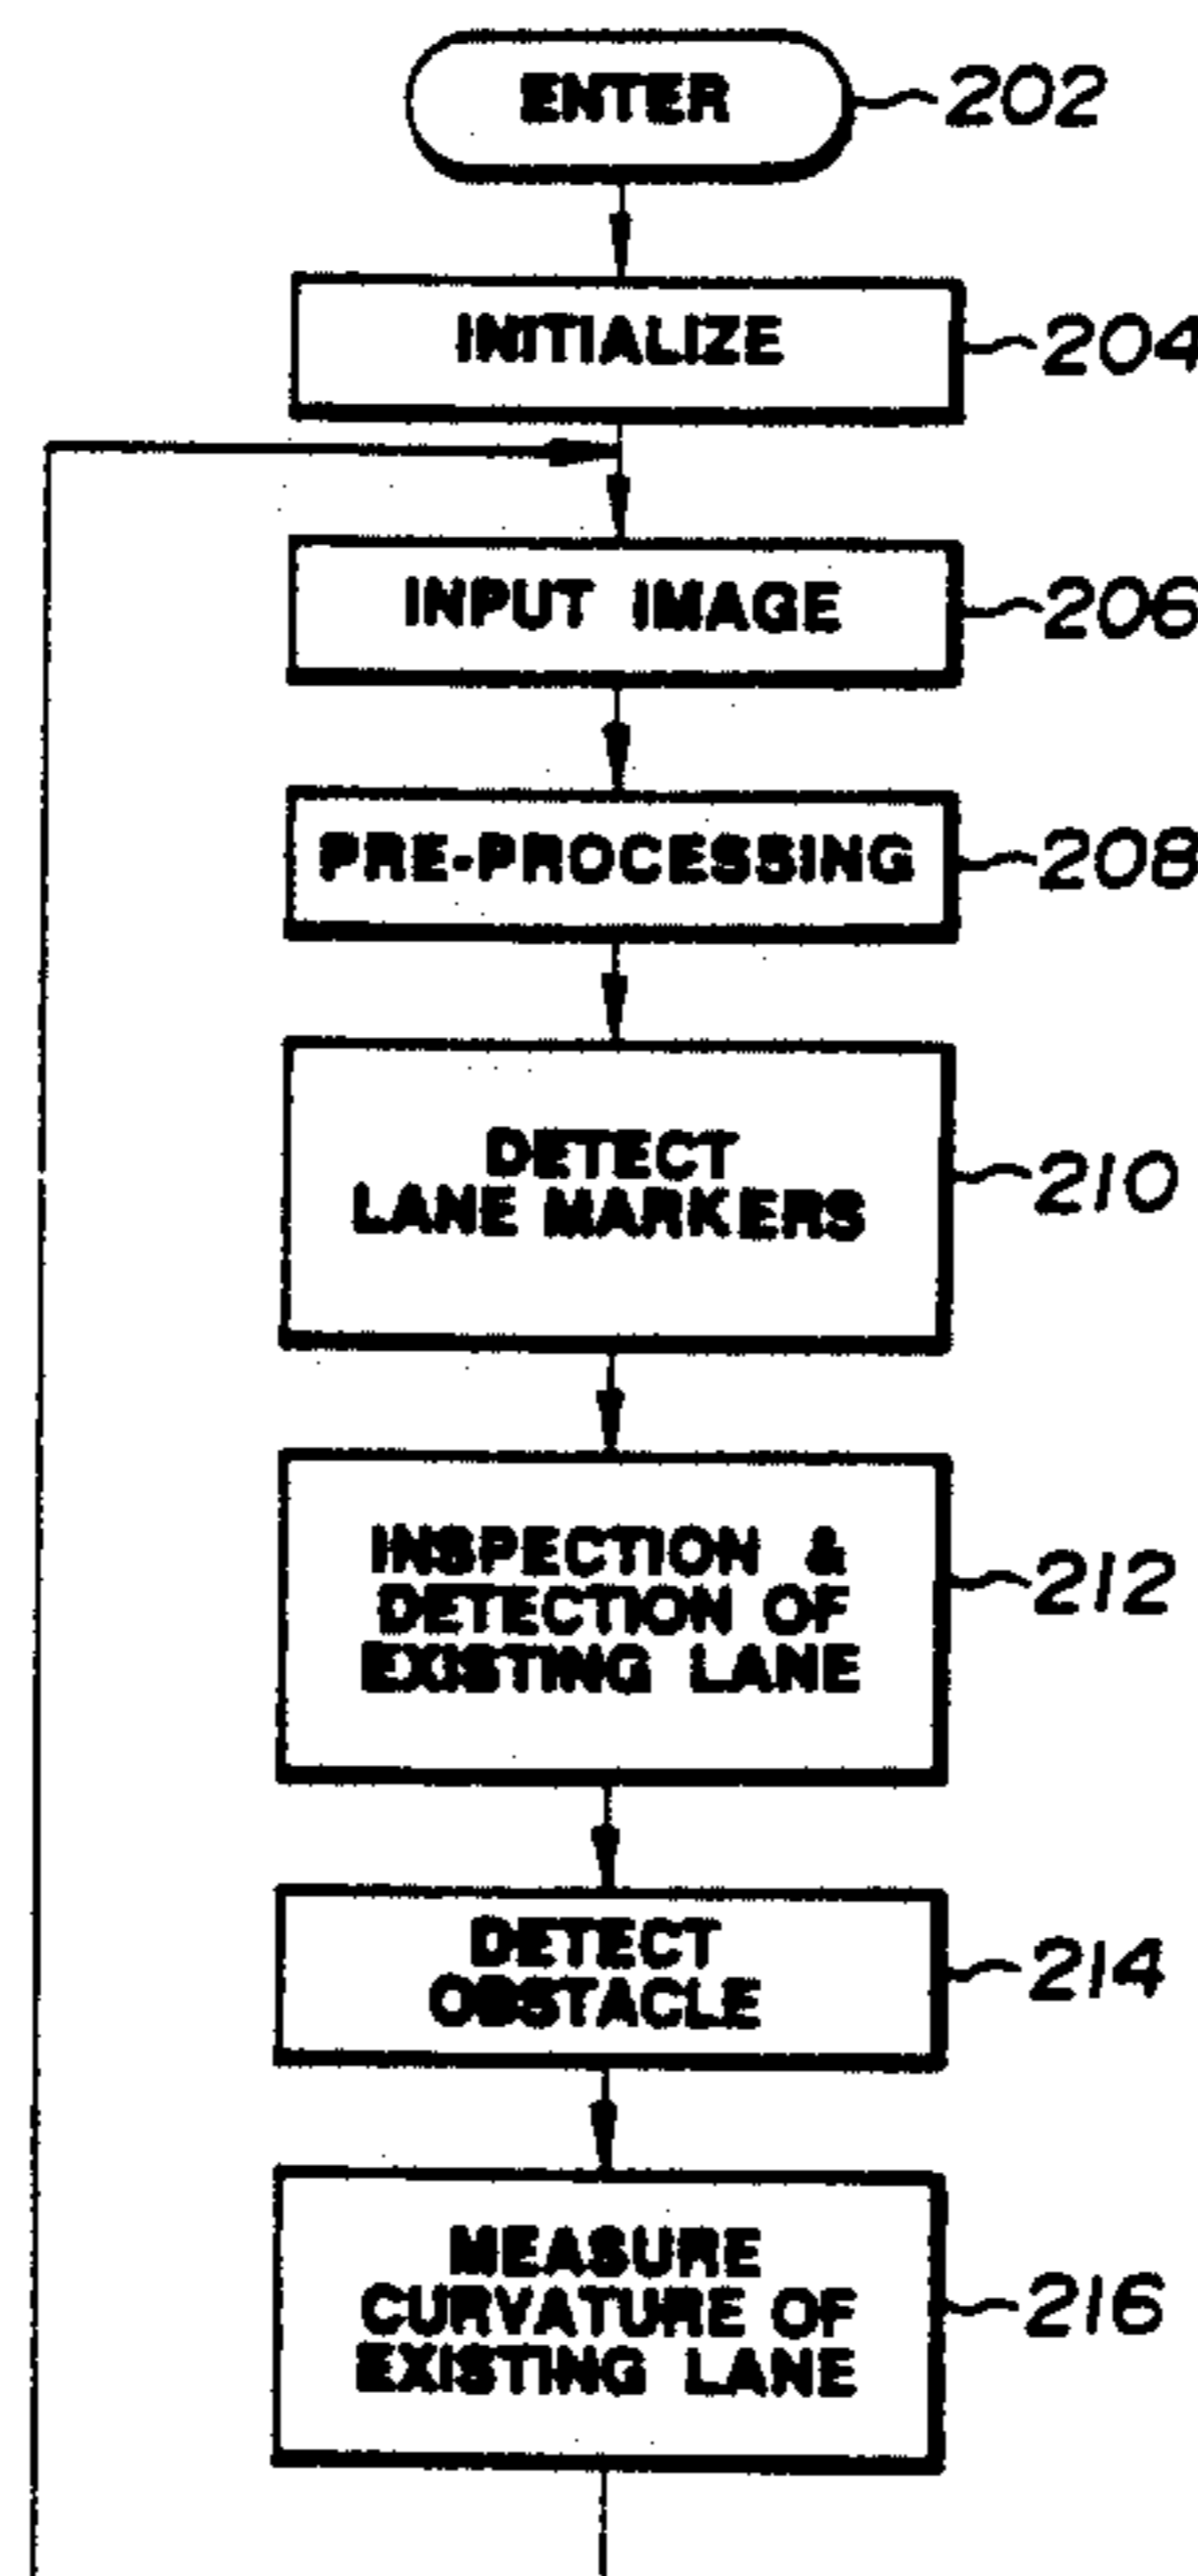 ENTER
202
INITIALIZE
204
INPUT IMAGE
206
PRE-PROCESSING
208
DETECT
LANE MARKERS
210
INSPECTION &
DETECTION OF
EXISTING LANE
212
DETECT
OBSTACLE
214
MEASURE
CURVATURE OF
EXISTING LANE
216